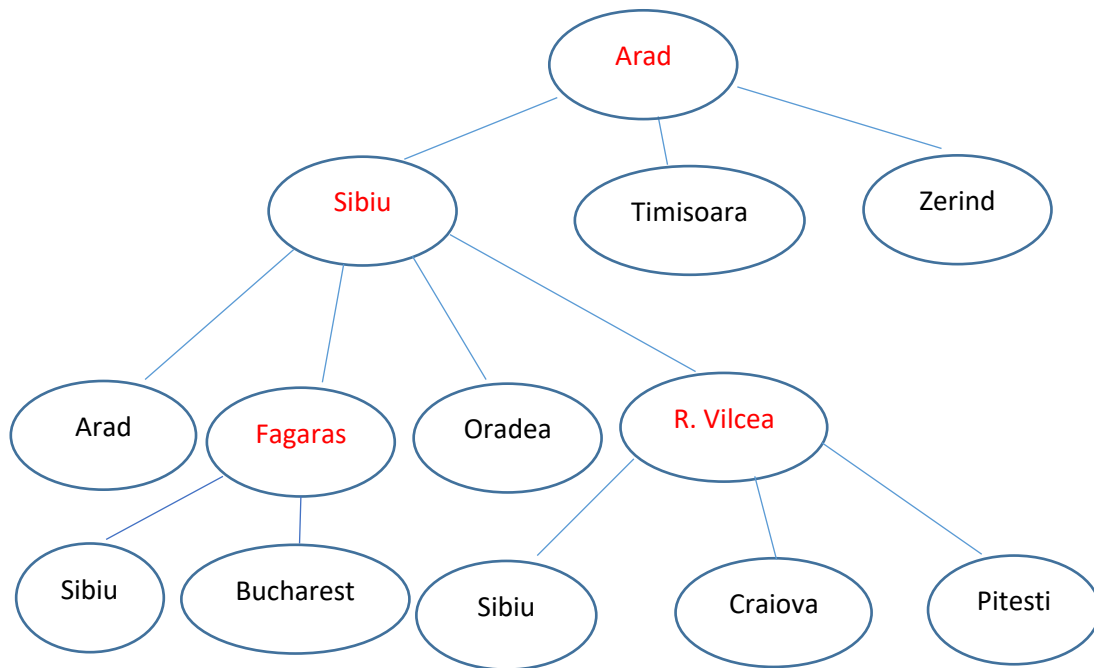 Arad
Sibiu
Timisoara
Zerind
Arad
Fagaras
Oradea
R. Vilcea
Sibiu
Bucharest
Sibiu
Craiova
Pitesti